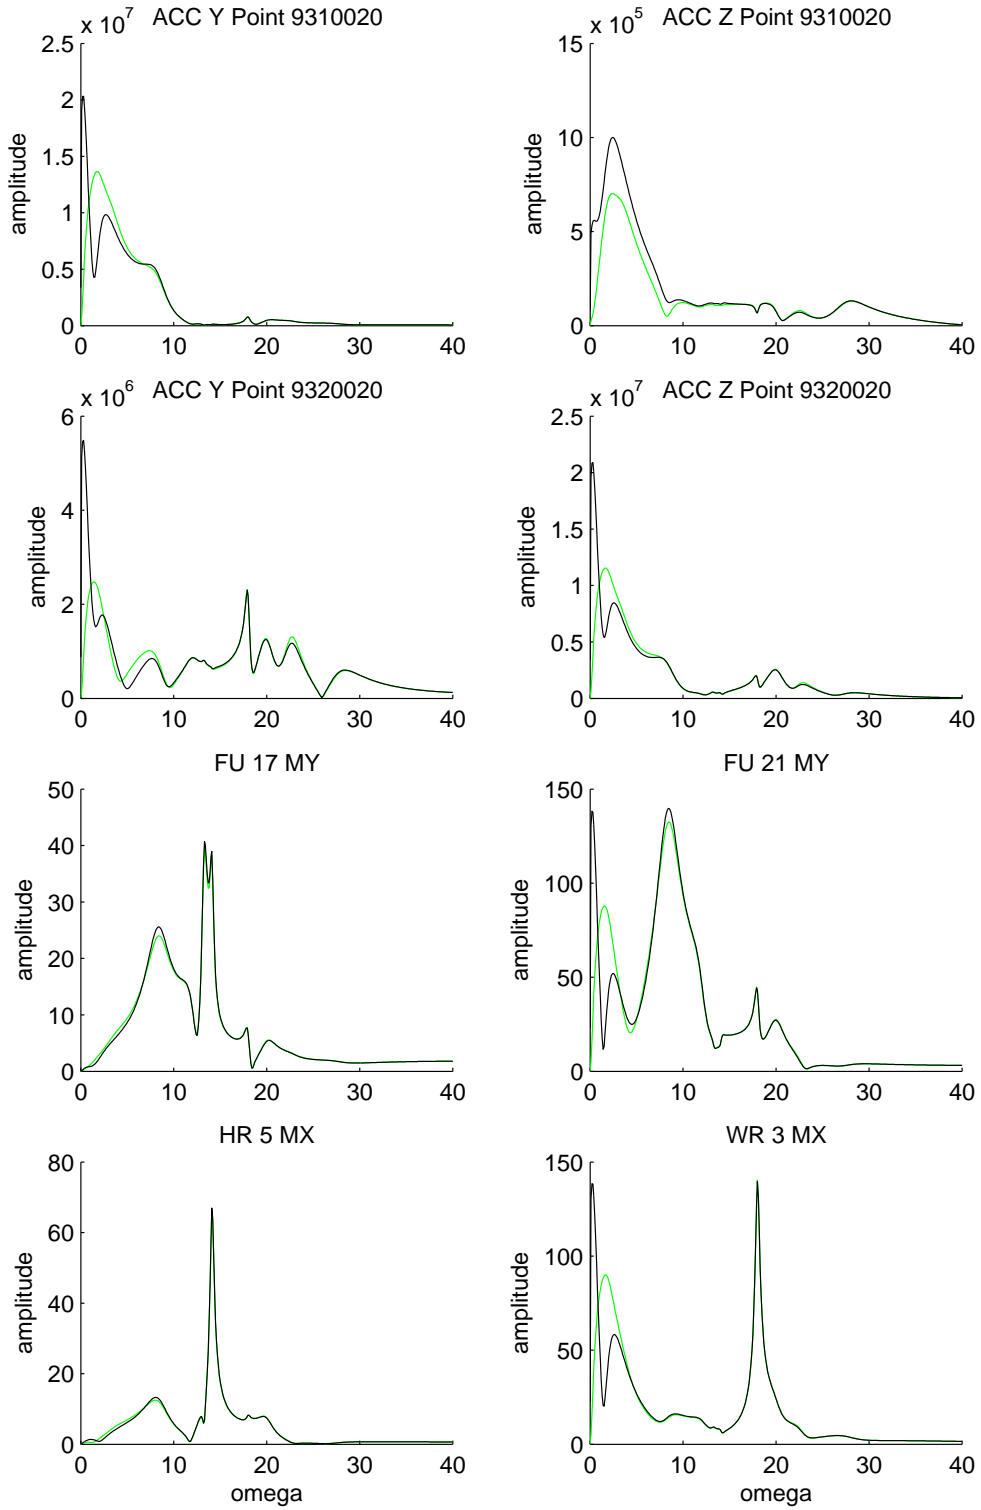 x 10^7 ACC Y Point 9310020
2.5
2
1.5
1
0.5
0
0 10 20 30 40
amplitude
x 10^5 ACC Z Point 9310020
15
10
5
0
0 10 20 30 40
amplitude
x 10^6 ACC Y Point 9320020
6
4
2
0
0 10 20 30 40
amplitude
x 10^7 ACC Z Point 9320020
2.5
2
1.5
1
0.5
0
0 10 20 30 40
amplitude
FU 17 MY
50
40
30
20
10
0
0 10 20 30 40
amplitude
FU 21 MY
150
100
50
0
0 10 20 30 40
amplitude
HR 5 MX
80
60
40
20
0
0 10 20 30 40
amplitude
omega
WR 3 MX
150
100
50
0
0 10 20 30 40
amplitude
omega